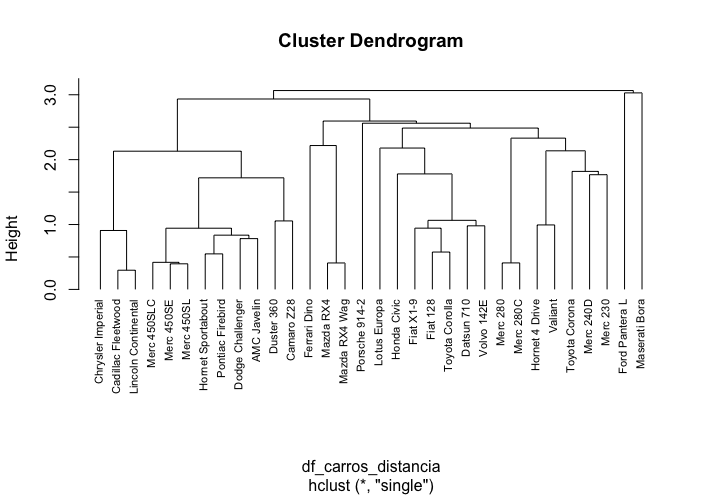 Cluster Dendrogram
Height
3.0
2.0
1.0
0.0
Chrysler Imperial
Cadillac Fleetwood
Lincoln Continental
Merc 450SLC
Merc 450SE
Merc 450SL
Hornet Sportabout
Pontiac Firebird
Dodge Challenger
AMC Javelin
Duster 360
Camaro Z28
Ferrari Dino
Mazda RX4
Mazda RX4 Wag
Porsche 914-2
Lotus Europa
Honda Civic
Fiat X1-9
Fiat 128
Toyota Corolla
Datsun 710
Volvo 142E
Merc 280
Merc 280C
Hornet 4 Drive
Valiant
Toyota Corona
Merc 240D
Merc 230
Ford Pantera L
Maserati Bora
df_carros_distancia
hclust (*, "single")